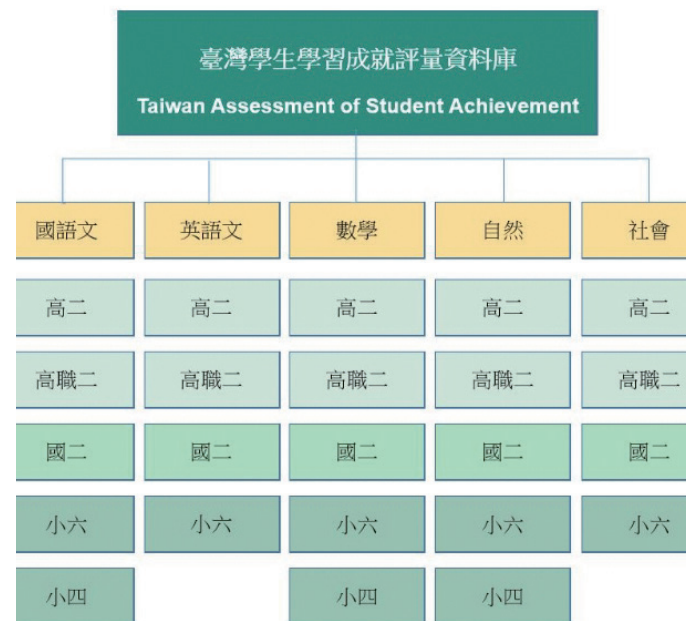 臺灣學生學習成就評量資料庫
Taiwan Assessment of Student Achievement
國語文 英語文 數學 自然 社會
高二 高二 高二 高二 高二
高職二 高職二 高職二 高職二 高職二
國二 國二 國二 國二 國二
小六 小六 小六 小六 小六
小四 小四 小四